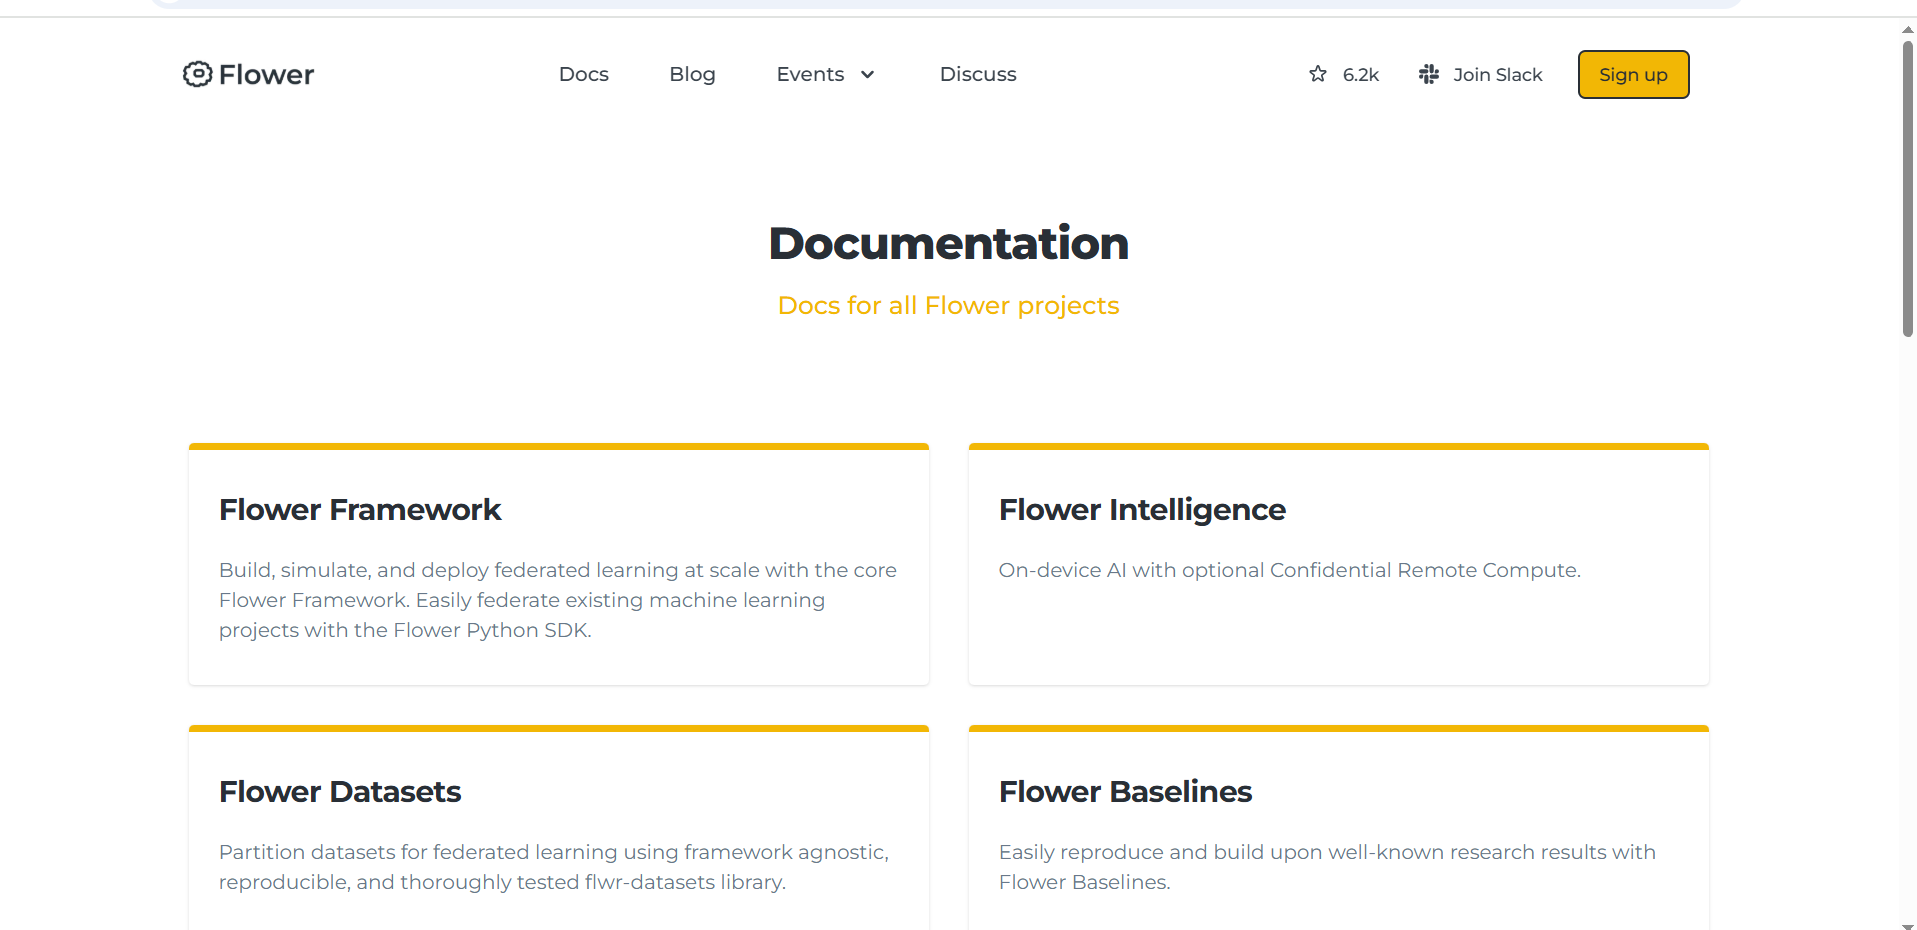 Flower
Docs
Blog
Events
Discuss
6.2k
Join Slack
Sign up
Documentation
Docs for all Flower projects
Flower Framework
Build, simulate, and deploy federated learning at scale with the core
Flower Framework. Easily federate existing machine learning
projects with the Flower Python SDK.
Flower Intelligence
On-device AI with optional Confidential Remote Compute.
Flower Datasets
Partition datasets for federated learning using framework agnostic,
reproducible, and thoroughly tested flwr-datasets library.
Flower Baselines
Easily reproduce and build upon well-known research results with
Flower Baselines.